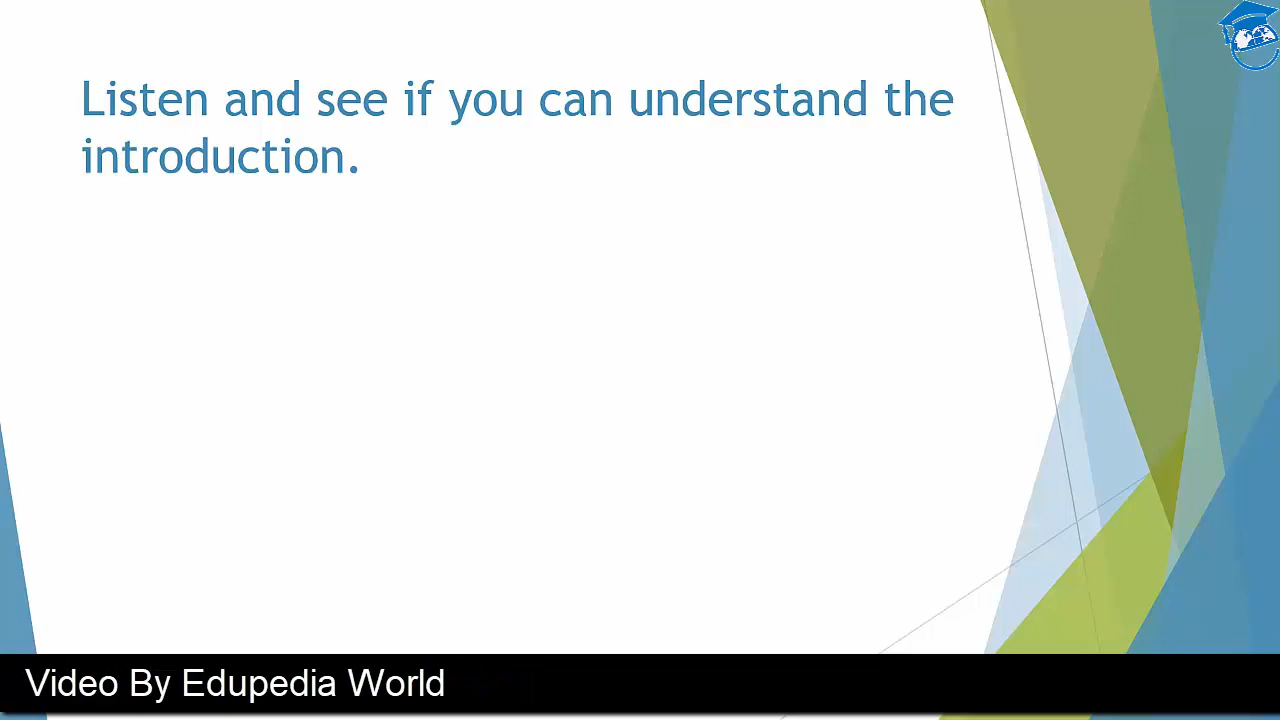 Listen and see if you can understand the
introduction.
Video By Edupedia World